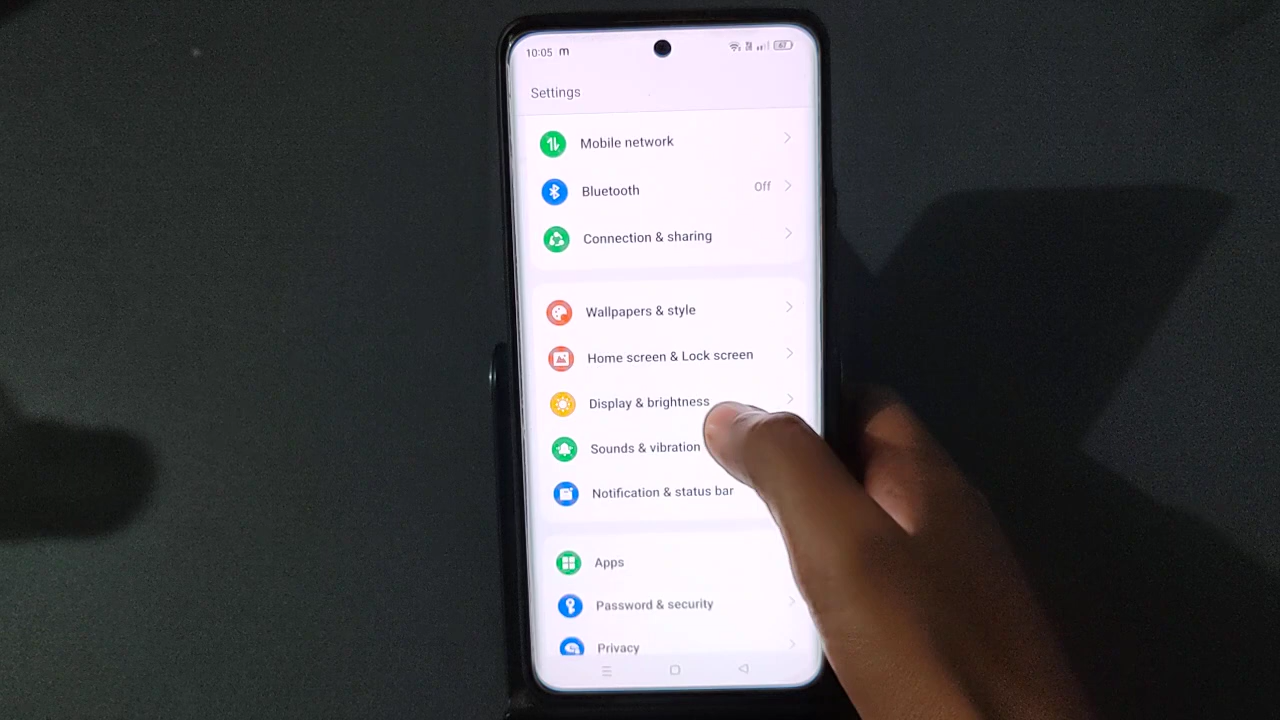 10:05 m
67
Settings
Mobile network
Bluetooth Off
Connection & sharing
Wallpapers & style
Home screen & Lock screen
Display & brightness
Sounds & vibration
Notification & status bar
Apps
Password & security
Privacy